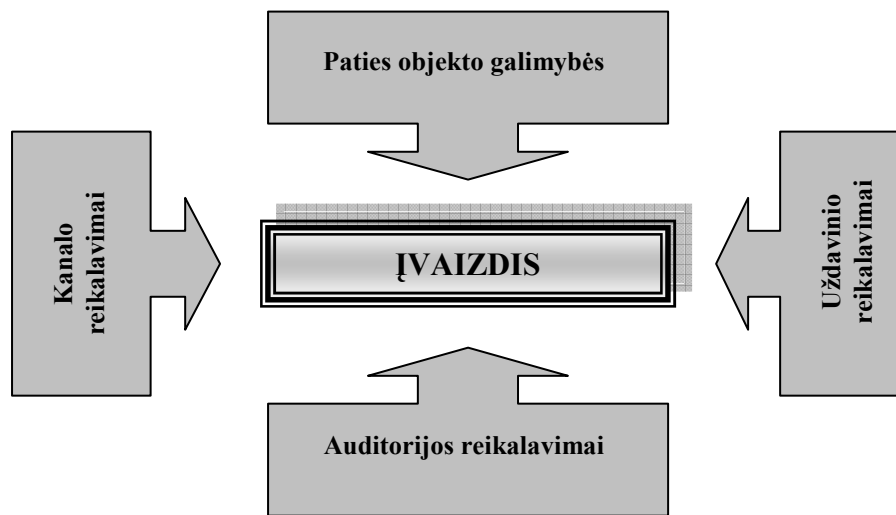 Paties objekto galimybės
Kanalo
reikalavimai
ĮVAIZDIS
Uždavinio
reikalavimai
Auditorijos reikalavimai